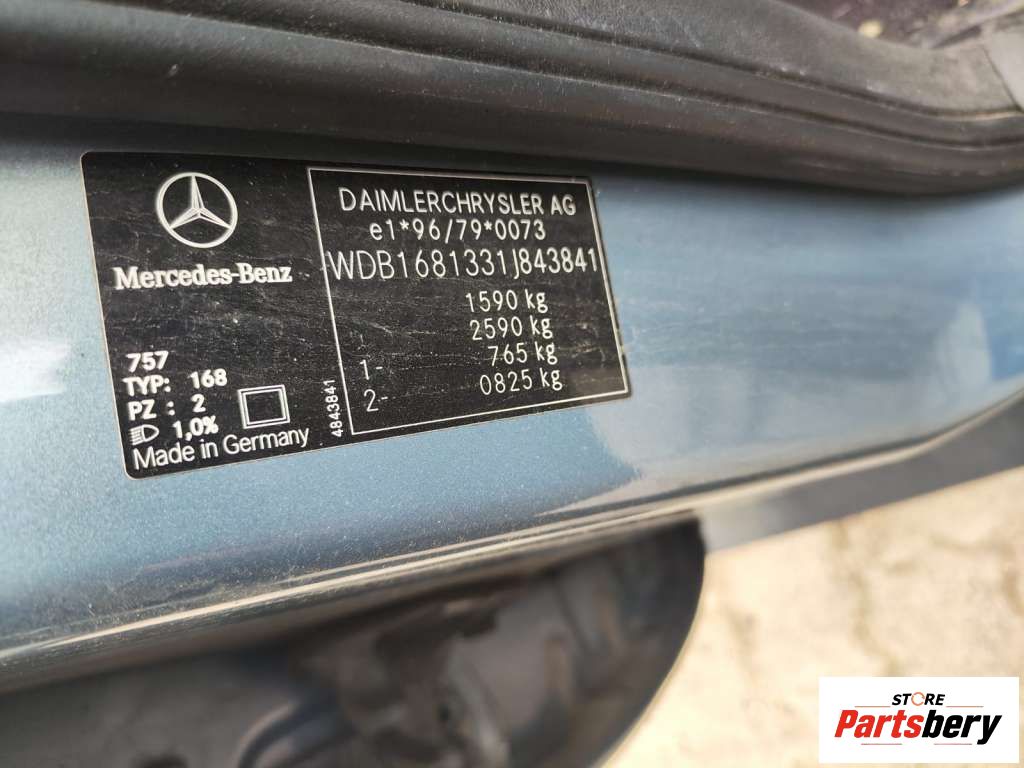 Mercedes-Benz
757
TYP: 168
PZ : 2
1,0%
Made in Germany
4843841
DAIMLERCHRYSLER AG
e1*96/79*0073
WDB1681331J843841
1590 kg
2590 kg
1- 765 kg
2- 0825 kg
STORE
Partsbery